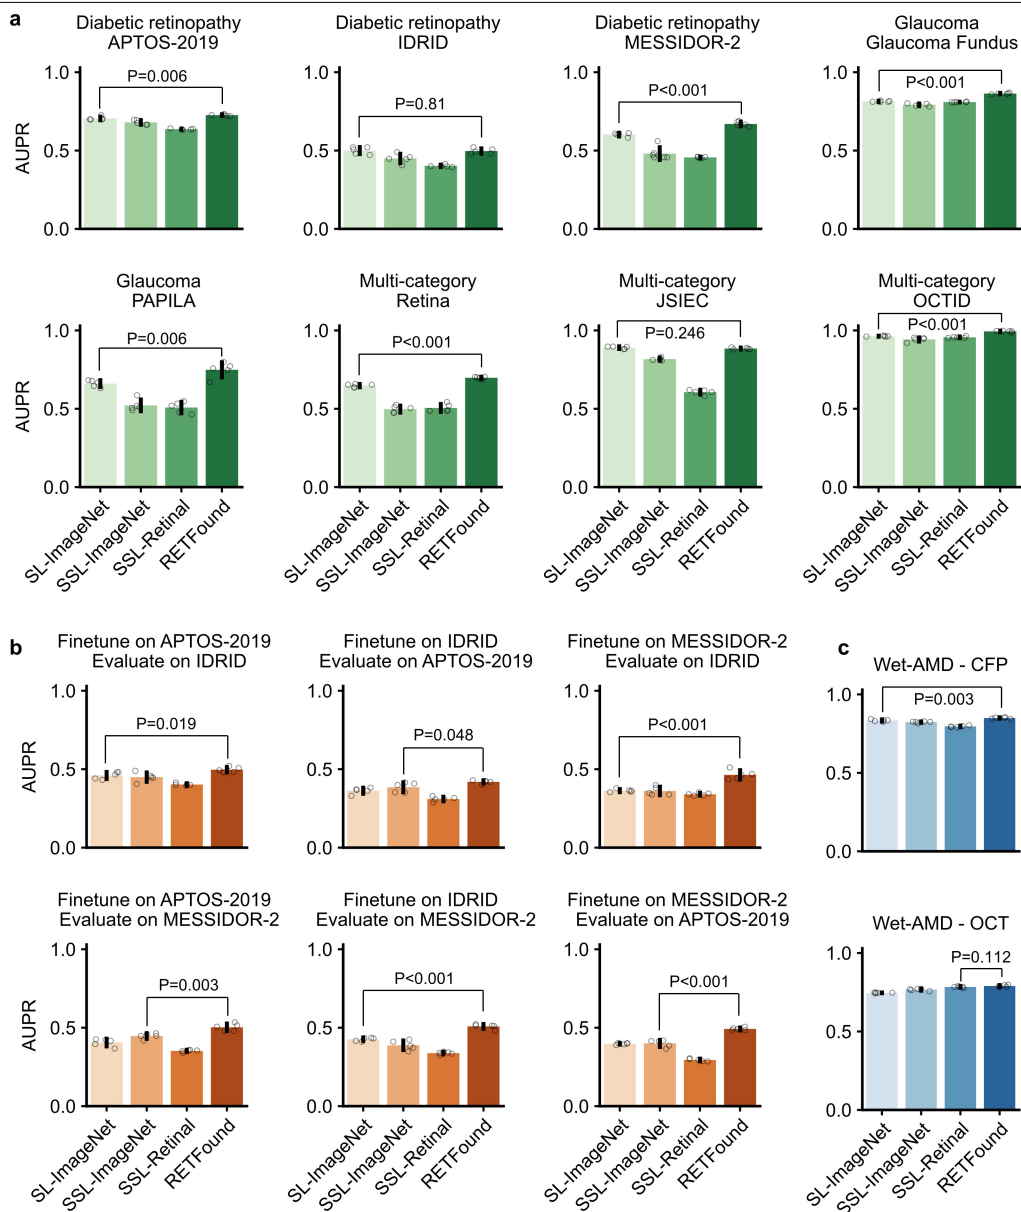 a
Diabetic retinopathy
APTOS-2019
Diabetic retinopathy
IDRID
Diabetic retinopathy
MESSIDOR-2
Glaucoma
Glaucoma Fundus
AUPR
1.0
0.5
0.0
P=0.006
1.0
0.5
0.0
P=0.81
1.0
0.5
0.0
P<0.001
1.0
0.5
0.0
P<0.001
Glaucoma
PAPILA
Multi-category
Retina
Multi-category
JSIEC
Multi-category
OCTID
AUPR
1.0
0.5
0.0
P=0.006
1.0
0.5
0.0
P<0.001
1.0
0.5
0.0
P=0.246
1.0
0.5
0.0
P<0.001
SL-ImageNet
SSL-ImageNet
SSL-Retinal
RETFound
SL-ImageNet
SSL-ImageNet
SSL-Retinal
RETFound
SL-ImageNet
SSL-ImageNet
SSL-Retinal
RETFound
SL-ImageNet
SSL-ImageNet
SSL-Retinal
RETFound
b
Finetune on APTOS-2019
Evaluate on IDRID
Finetune on IDRID
Evaluate on APTOS-2019
Finetune on MESSIDOR-2
Evaluate on IDRID
AUPR
1.0
0.5
0.0
P=0.019
1.0
0.5
0.0
P=0.048
1.0
0.5
0.0
P<0.001
Finetune on APTOS-2019
Evaluate on MESSIDOR-2
Finetune on IDRID
Evaluate on MESSIDOR-2
Finetune on MESSIDOR-2
Evaluate on APTOS-2019
AUPR
1.0
0.5
0.0
P=0.003
1.0
0.5
0.0
P<0.001
1.0
0.5
0.0
P<0.001
SL-ImageNet
SSL-ImageNet
SSL-Retinal
RETFound
SL-ImageNet
SSL-ImageNet
SSL-Retinal
RETFound
SL-ImageNet
SSL-ImageNet
SSL-Retinal
RETFound
c
Wet-AMD - CFP
1.0
0.5
0.0
P=0.003
Wet-AMD - OCT
1.0
0.5
0.0
P=0.112
SL-ImageNet
SSL-ImageNet
SSL-Retinal
RETFound